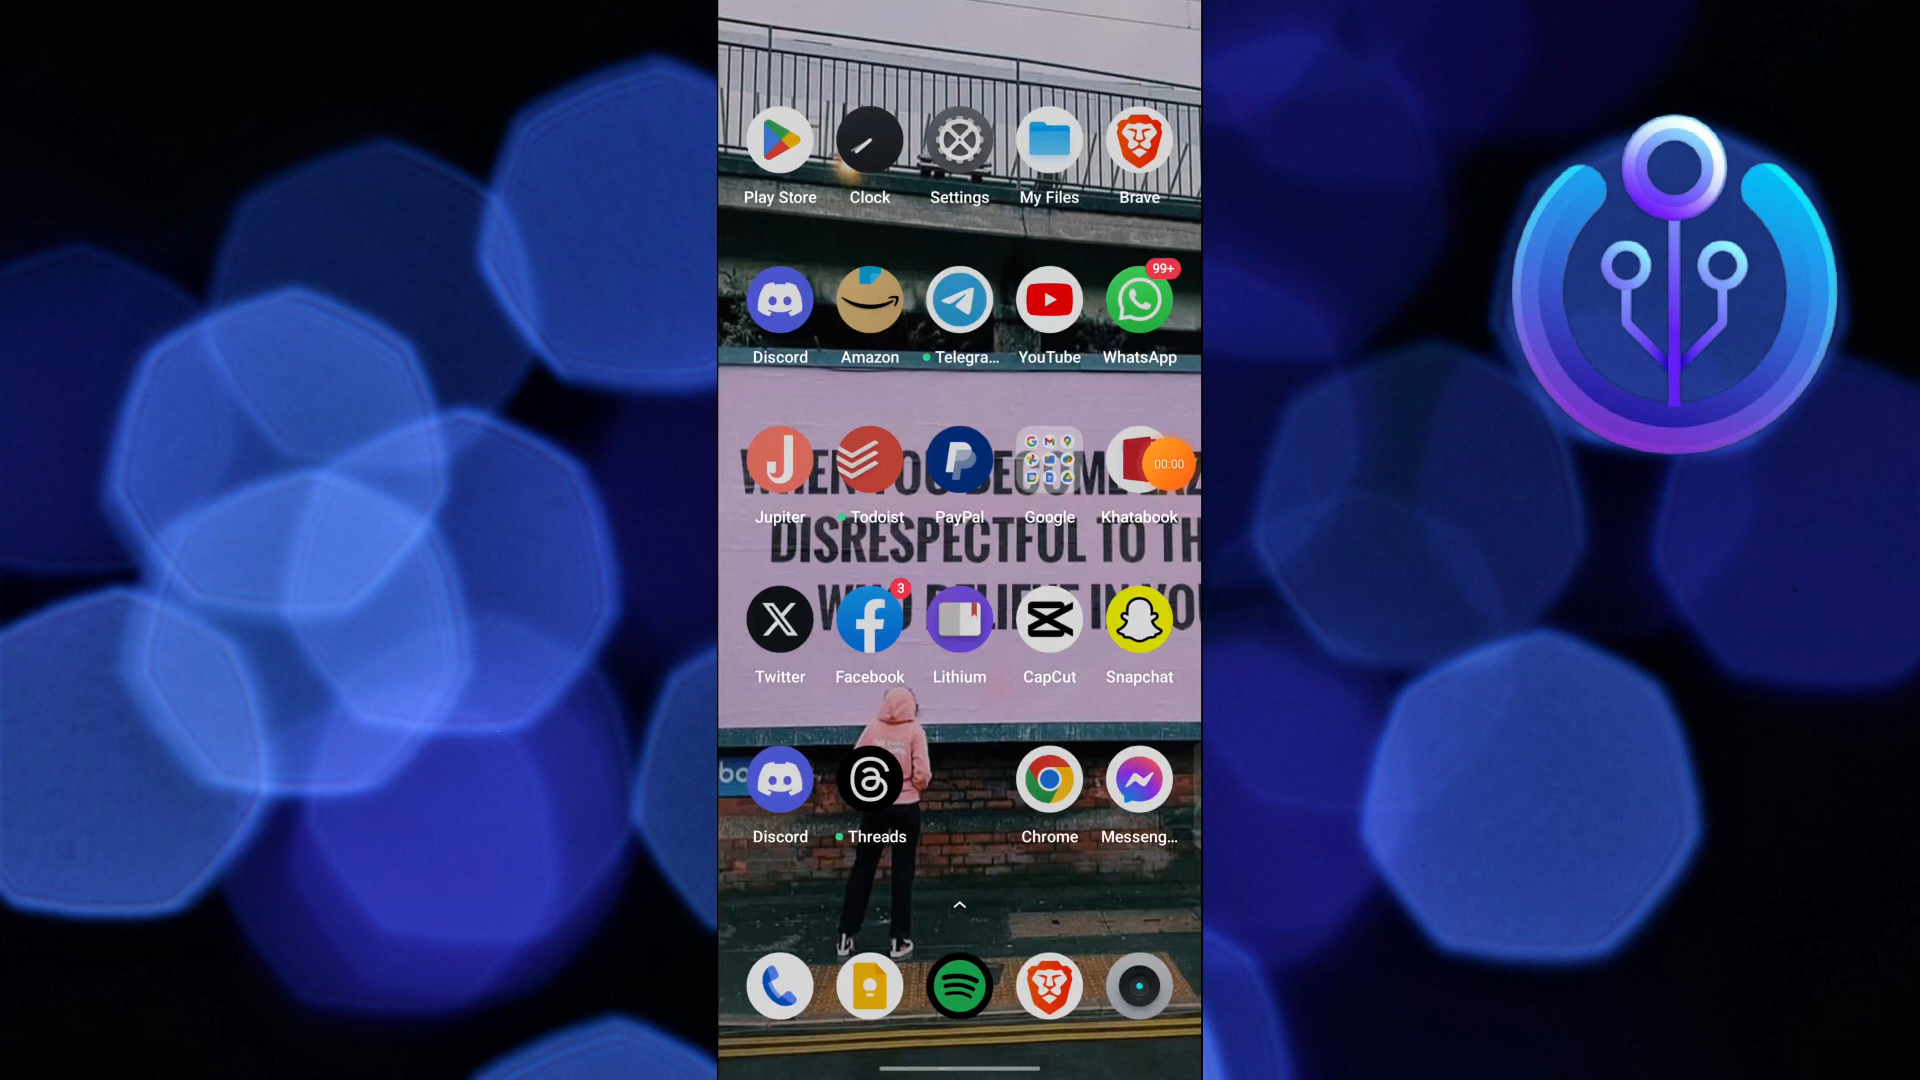 Play Store Clock Settings My Files Brave
99+
Discord Amazon Telegra... YouTube WhatsApp
00:00
Jupiter Todoist PayPal Google Khatabook
DISRESPECTFUL TO TH
3
Twitter Facebook Lithium CapCut Snapchat
Discord Threads Chrome Messeng...